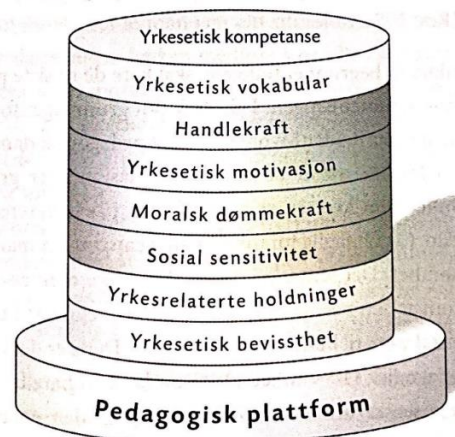 Yrkesetisk kompetanse
Yrkesetisk vokabular
Handlekraft
Yrkesetisk motivasjon
Moralsk dømmekraft
Sosial sensitivitet
Yrkesrelaterte holdninger
Yrkesetisk bevissthet
Pedagogisk plattform